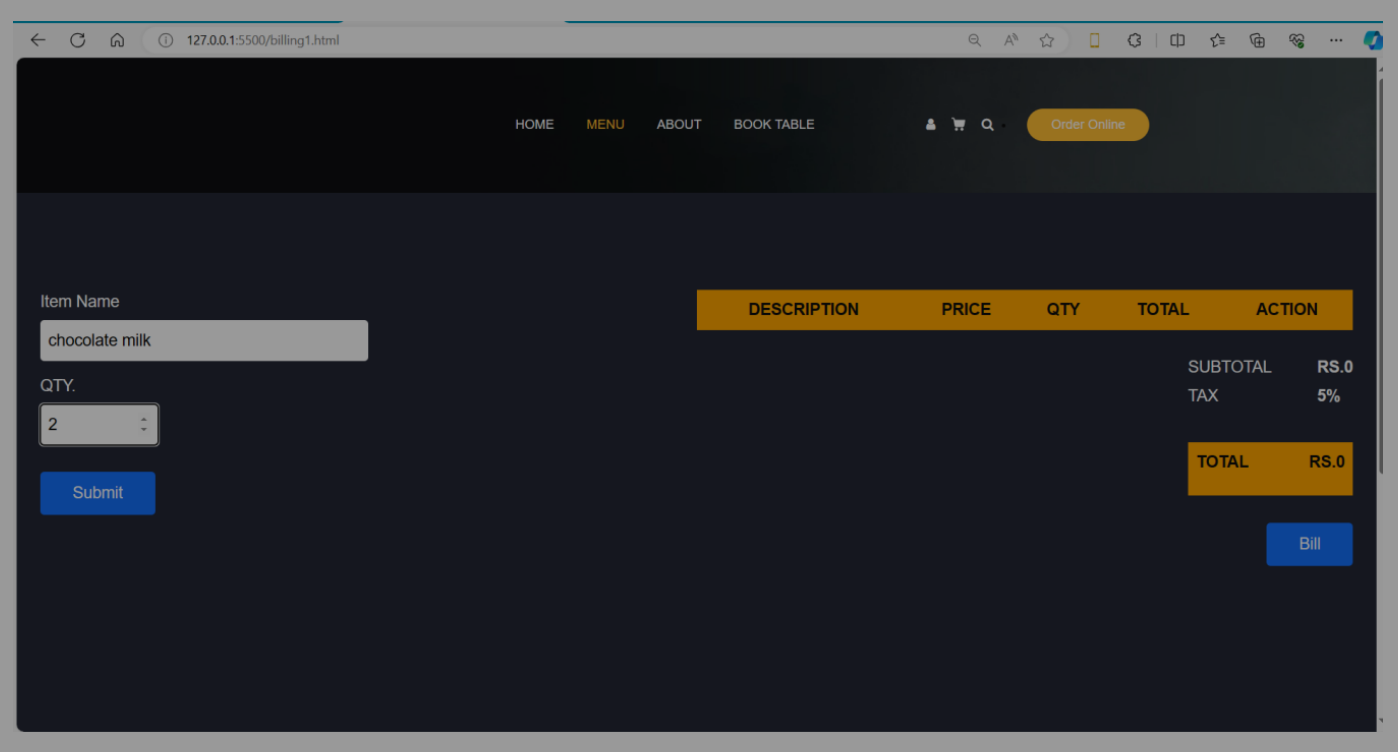 127.0.0.1:5500/billing1.html
HOME MENU ABOUT BOOK TABLE Order Online
Item Name
chocolate milk
QTY.
2
Submit
DESCRIPTION PRICE QTY TOTAL ACTION
SUBTOTAL RS.0
TAX 5%
TOTAL RS.0
Bill